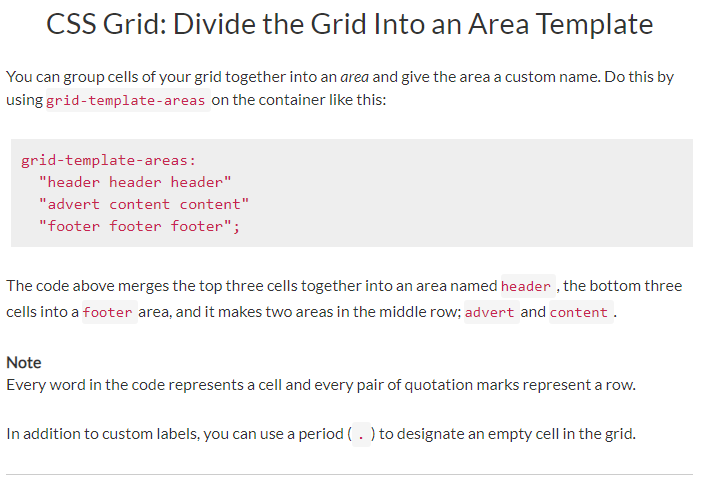 CSS Grid: Divide the Grid Into an Area Template
You can group cells of your grid together into an area and give the area a custom name. Do this by
using grid-template-areas on the container like this:
grid-template-areas:
"header header header"
"advert content content"
"footer footer footer";
The code above merges the top three cells together into an area named header , the bottom three
cells into a footer area, and it makes two areas in the middle row; advert and content .
Note
Every word in the code represents a cell and every pair of quotation marks represent a row.
In addition to custom labels, you can use a period ( . ) to designate an empty cell in the grid.